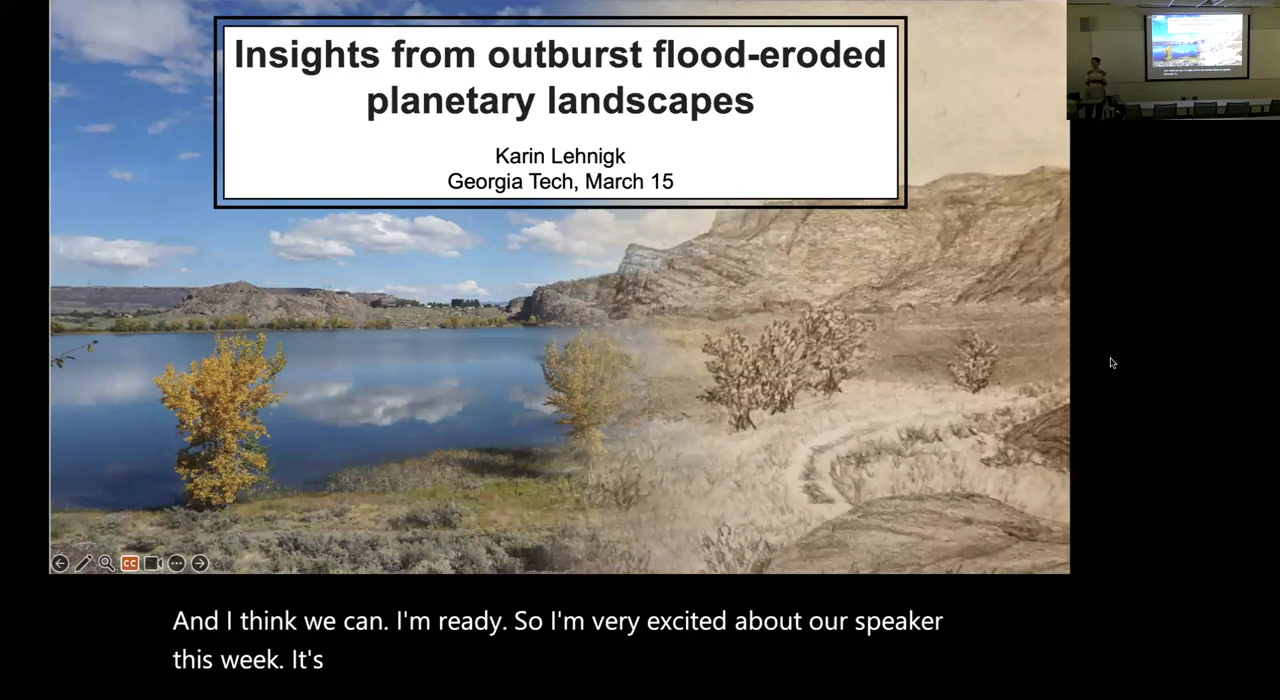 Insights from outburst flood-eroded
planetary landscapes
Karin Lehnigk
Georgia Tech, March 15
CC
And I think we can. I'm ready. So I'm very excited about our speaker
this week. It's